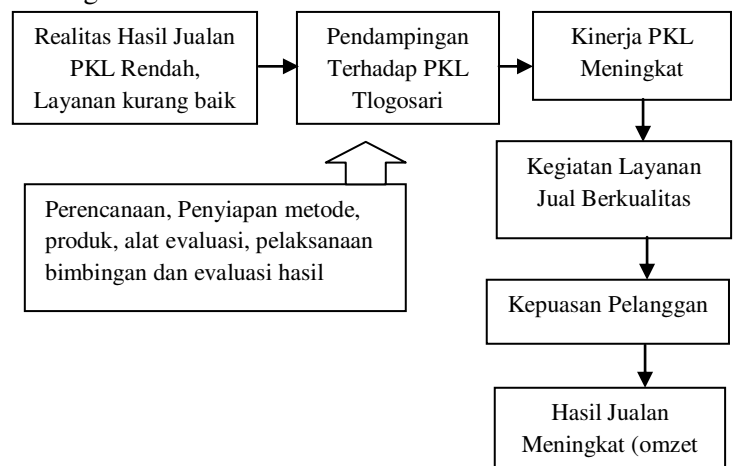 Realitas Hasil Jualan
PKL Rendah,
Layanan kurang baik
Pendampingan
Terhadap PKL
Tlogosari
Kinerja PKL
Meningkat
Kegiatan Layanan
Jual Berkualitas
Perencanaan, Penyiapan metode,
produk, alat evaluasi, pelaksanaan
bimbingan dan evaluasi hasil
Kepuasan Pelanggan
Hasil Jualan
Meningkat (omzet